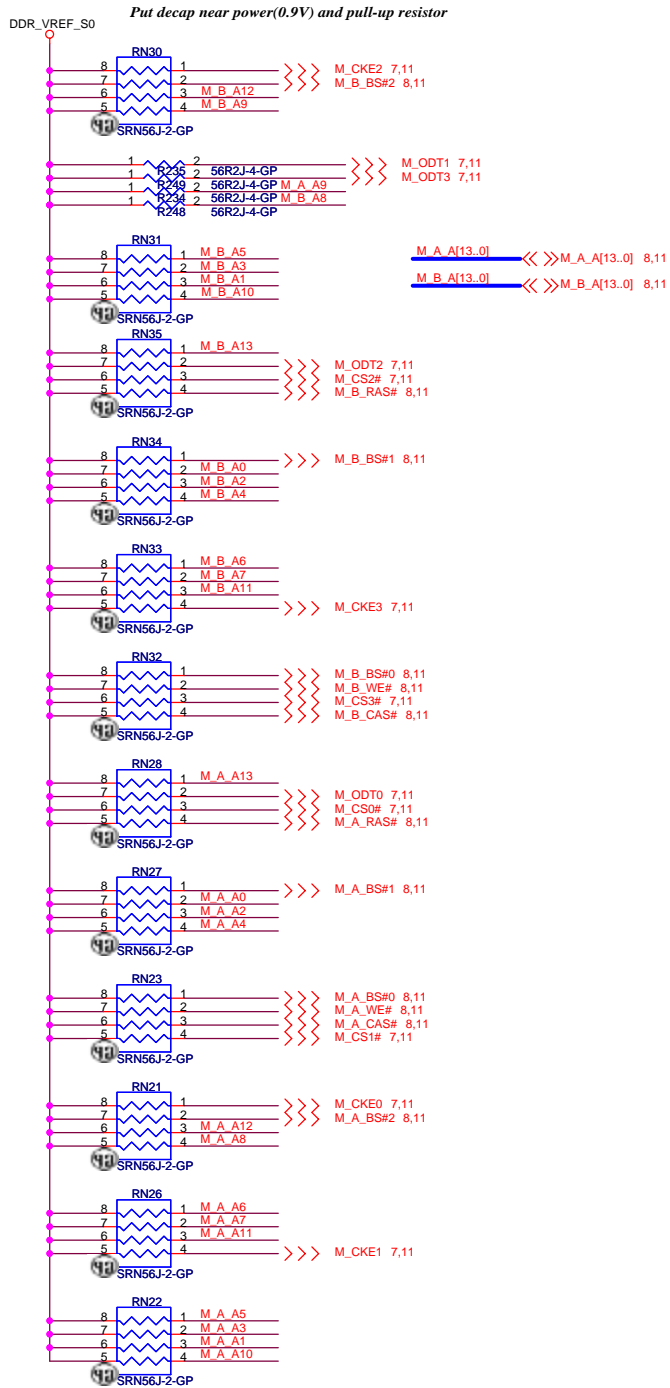 Put decap near power(0.9V) and pull-up resistor
DDR_VREF_S0
RN30
8 1 M_CKE2 7,11
7 2 M_B_BS#2 8,11
6 3 M_B_A12
5 4 M_B_A9
SRN56J-2-GP
1 2 M_ODT1 7,11
R235 56R2J-4-GP
1 2 M_ODT3 7,11
R249 56R2J-4-GP
1 2 M_A_A9
R234 56R2J-4-GP
1 2 M_B_A8
R248 56R2J-4-GP
RN31
8 1 M_B_A5
7 2 M_B_A3
6 3 M_B_A1
5 4 M_B_A10
SRN56J-2-GP
M_A_A[13..0] M_A_A[13..0] 8,11
M_B_A[13..0] M_B_A[13..0] 8,11
RN35
8 1 M_B_A13
7 2 M_ODT2 7,11
6 3 M_CS2# 7,11
5 4 M_B_RAS# 8,11
SRN56J-2-GP
RN34
8 1 M_B_BS#1 8,11
7 2 M_B_A0
6 3 M_B_A2
5 4 M_B_A4
SRN56J-2-GP
RN33
8 1 M_B_A6
7 2 M_B_A7
6 3 M_B_A11
5 4 M_CKE3 7,11
SRN56J-2-GP
RN32
8 1 M_B_BS#0 8,11
7 2 M_B_WE# 8,11
6 3 M_CS3# 7,11
5 4 M_B_CAS# 8,11
SRN56J-2-GP
RN28
8 1 M_A_A13
7 2 M_ODT0 7,11
6 3 M_CS0# 7,11
5 4 M_A_RAS# 8,11
SRN56J-2-GP
RN27
8 1 M_A_BS#1 8,11
7 2 M_A_A0
6 3 M_A_A2
5 4 M_A_A4
SRN56J-2-GP
RN23
8 1 M_A_BS#0 8,11
7 2 M_A_WE# 8,11
6 3 M_A_CAS# 8,11
5 4 M_CS1# 7,11
SRN56J-2-GP
RN21
8 1 M_CKE0 7,11
7 2 M_A_BS#2 8,11
6 3 M_A_A12
5 4 M_A_A8
SRN56J-2-GP
RN26
8 1 M_A_A6
7 2 M_A_A7
6 3 M_A_A11
5 4 M_CKE1 7,11
SRN56J-2-GP
RN22
8 1 M_A_A5
7 2 M_A_A3
6 3 M_A_A1
5 4 M_A_A10
SRN56J-2-GP